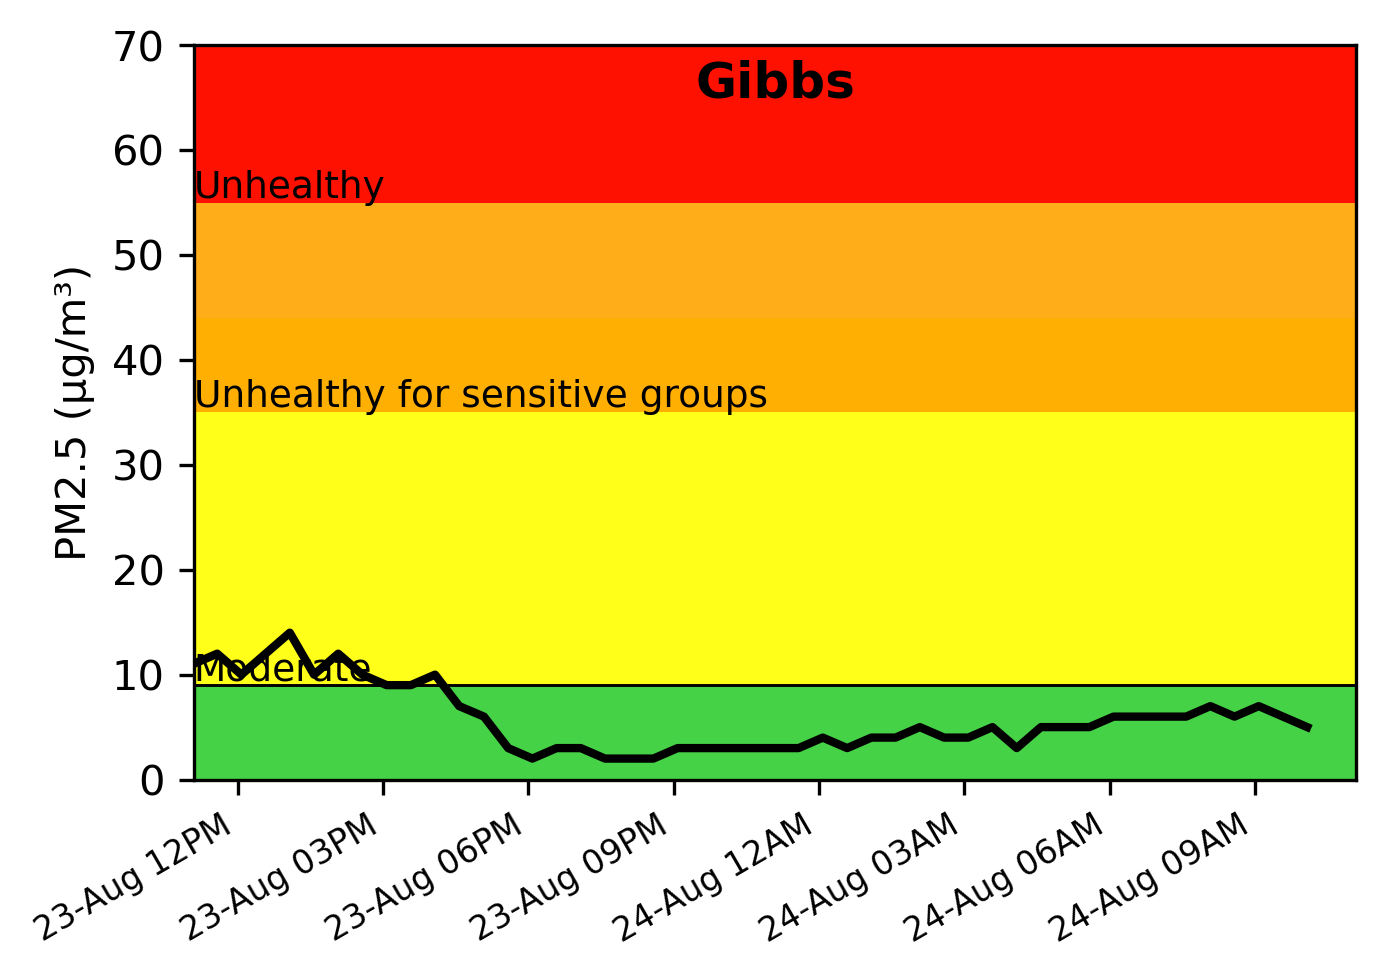 Gibbs
PM2.5 (µg/m³)
70
60
50
40
30
20
10
0
Unhealthy
Unhealthy for sensitive groups
Moderate
23-Aug 12PM
23-Aug 03PM
23-Aug 06PM
23-Aug 09PM
24-Aug 12AM
24-Aug 03AM
24-Aug 06AM
24-Aug 09AM